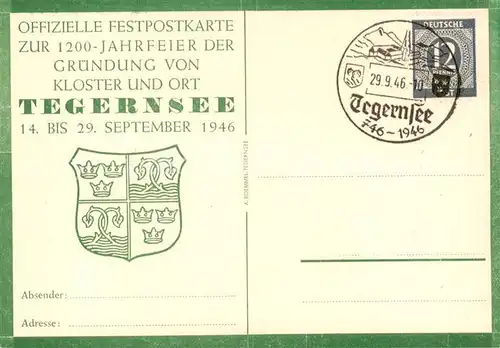 OFFIZIELLE FESTPOSTKARTE
ZUR 1200-JAHRFEIER DER
GRÜNDUNG VON
KLOSTER UND ORT
TEGERNSEE
14. BIS 29. SEPTEMBER 1946
Absender:
Adresse:
DEUTSCHE
29.9.46.-10
Tegernsee
746-1946